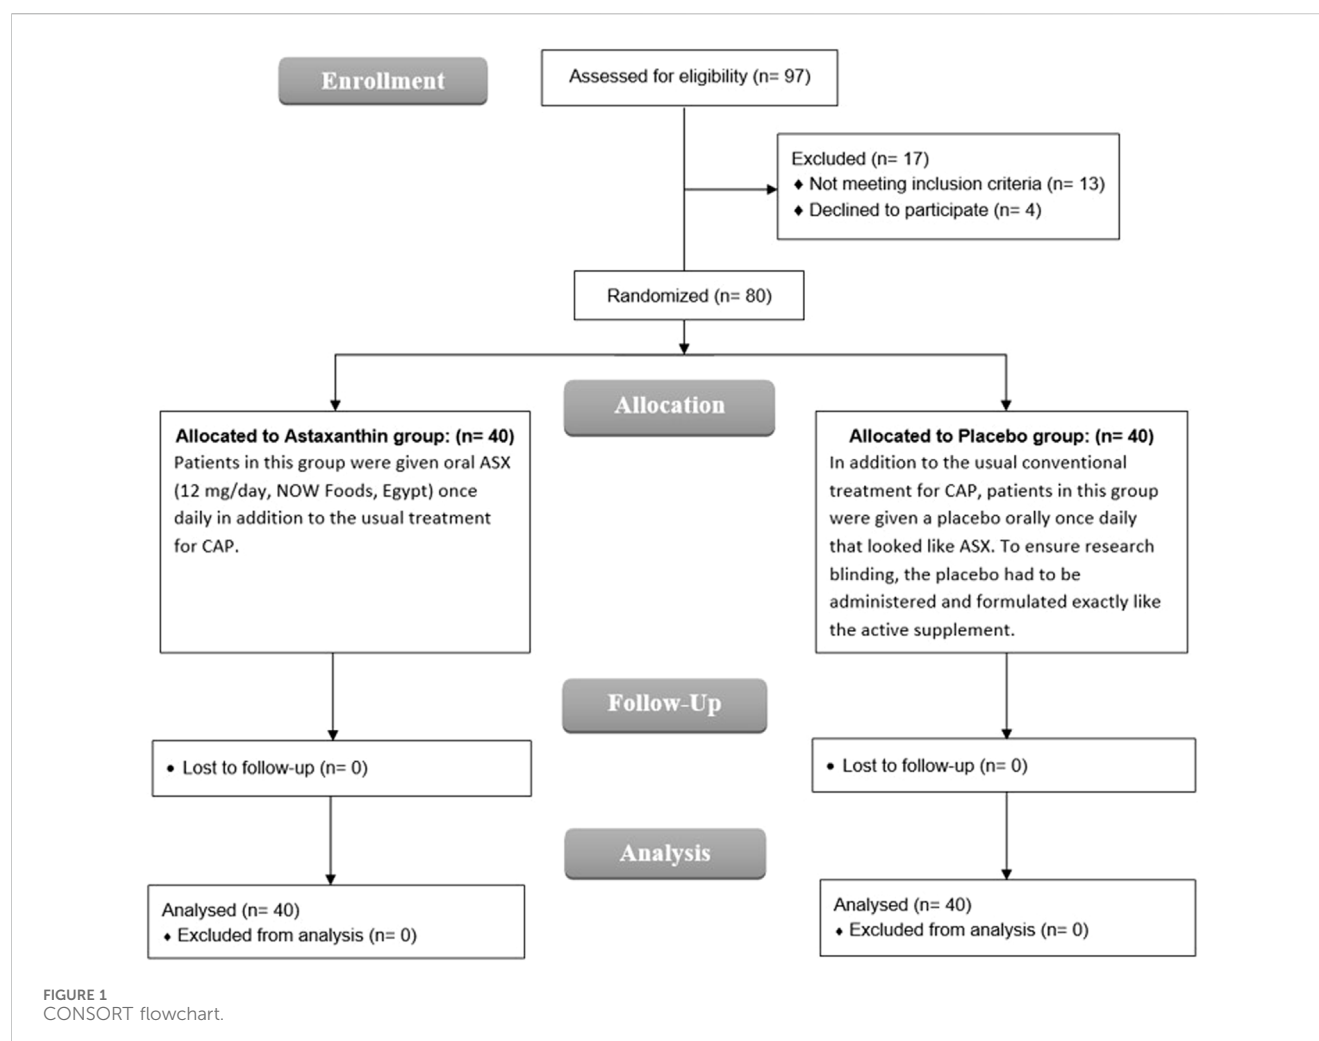 Enrollment
Assessed for eligibility (n= 97)
Excluded (n= 17)
♦ Not meeting inclusion criteria (n= 13)
♦ Declined to participate (n= 4)
Randomized (n= 80)
Allocation
Allocated to Astaxanthin group: (n= 40)
Patients in this group were given oral ASX
(12 mg/day, NOW Foods, Egypt) once
daily in addition to the usual treatment
for CAP.
Allocated to Placebo group: (n= 40)
In addition to the usual conventional
treatment for CAP, patients in this group
were given a placebo orally once daily
that looked like ASX. To ensure research
blinding, the placebo had to be
administered and formulated exactly like
the active supplement.
Follow-Up
• Lost to follow-up (n= 0)
• Lost to follow-up (n= 0)
Analysis
Analysed (n= 40)
♦ Excluded from analysis (n= 0)
Analysed (n= 40)
♦ Excluded from analysis (n= 0)
FIGURE 1
CONSORT flowchart.